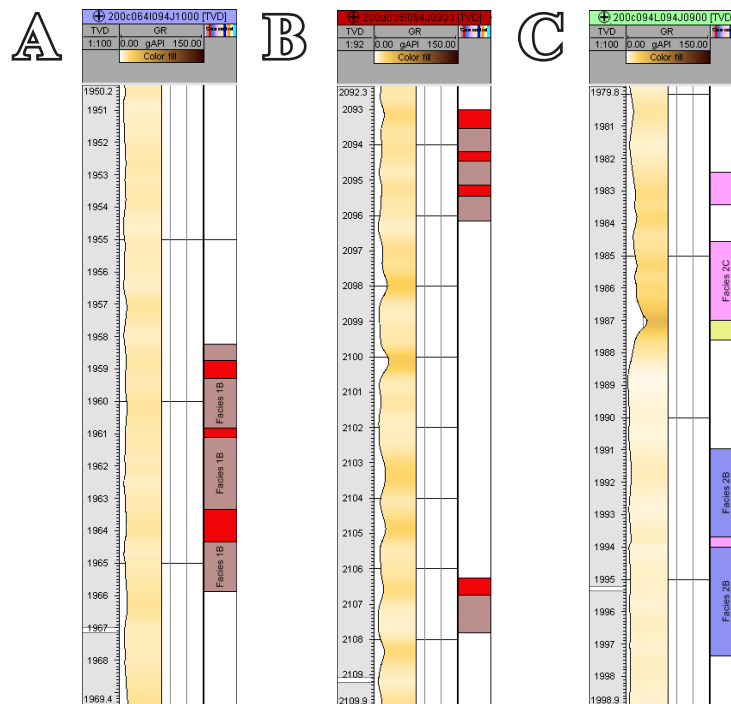 A
200c064I094J1000 [TVD]
TVD
GR
1:100
0.00 gAPI 150.00
Color fill
1950.2
1951
1952
1953
1954
1955
1956
1957
1958
1959
1960
1961
1962
1963
1964
1965
1966
1967
1968
1969.4
Facies 1B
Facies 1B
Facies 1B
B
[TVD]
TVD
GR
1:92
0.00 gAPI 150.00
Color fill
2092.3
2093
2094
2095
2096
2097
2098
2099
2100
2101
2102
2103
2104
2105
2106
2107
2108
2109
2109.9
C
200c094L094J0900 [TVD]
TVD
GR
1:100
0.00 gAPI 150.00
Color fill
1979.8
1981
1982
1983
1984
1985
1986
1987
1988
1989
1990
1991
1992
1993
1994
1995
1996
1997
1998
1998.9
Facies 2C
Facies 2B
Facies 2B